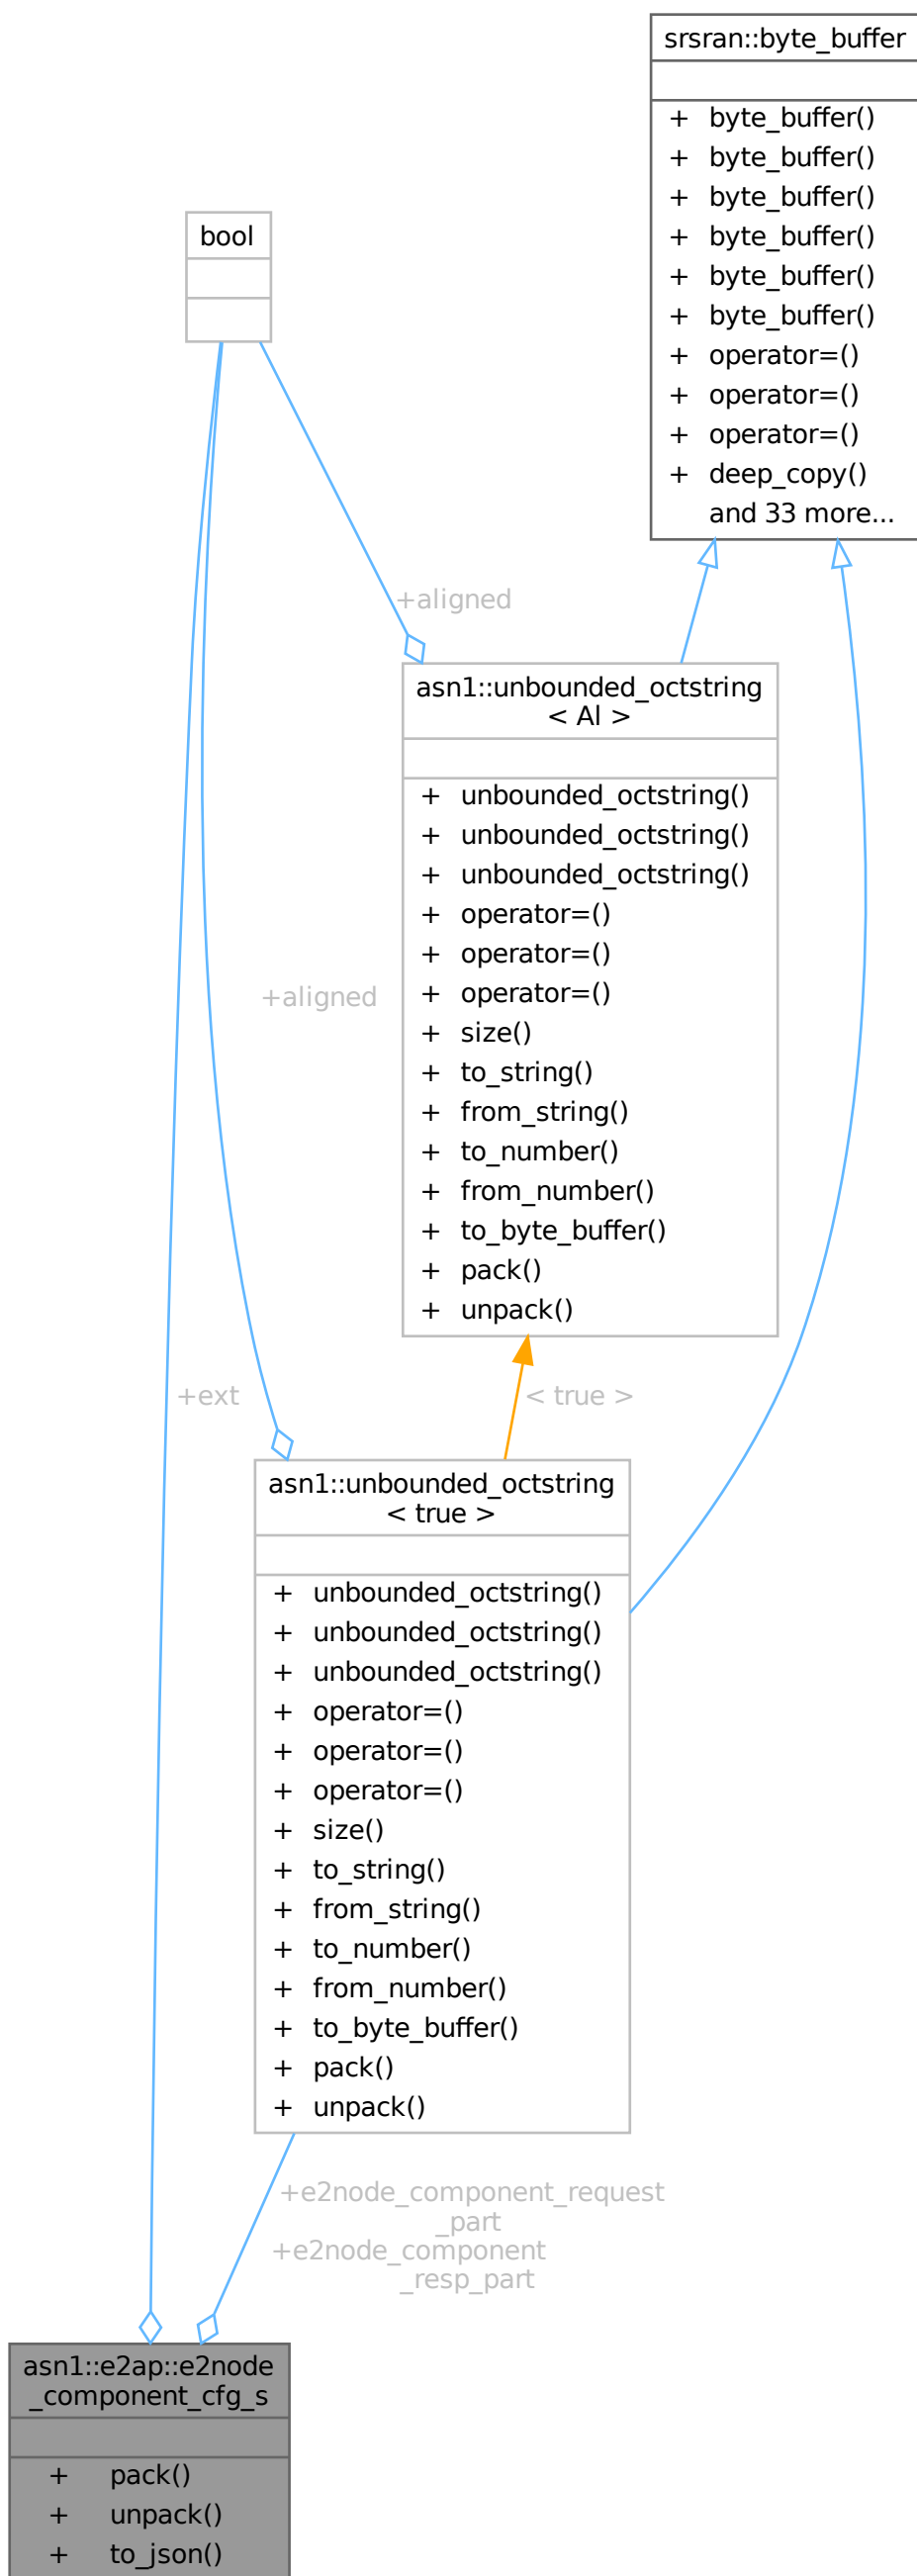 srsran::byte_buffer
+ byte_buffer()
+ byte_buffer()
+ byte_buffer()
+ byte_buffer()
+ byte_buffer()
+ byte_buffer()
+ operator=()
+ operator=()
+ operator=()
+ deep_copy()
and 33 more...
bool
+aligned
asn1::unbounded_octstring
< Al >
+ unbounded_octstring()
+ unbounded_octstring()
+ unbounded_octstring()
+ operator=()
+ operator=()
+ operator=()
+ size()
+ to_string()
+ from_string()
+ to_number()
+ from_number()
+ to_byte_buffer()
+ pack()
+ unpack()
+aligned
+ext
< true >
asn1::unbounded_octstring
< true >
+ unbounded_octstring()
+ unbounded_octstring()
+ unbounded_octstring()
+ operator=()
+ operator=()
+ operator=()
+ size()
+ to_string()
+ from_string()
+ to_number()
+ from_number()
+ to_byte_buffer()
+ pack()
+ unpack()
+e2node_component_request
_part
+e2node_component
_resp_part
asn1::e2ap::e2node
_component_cfg_s
+ pack()
+ unpack()
+ to_json()